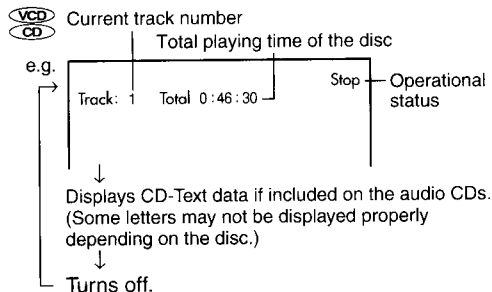 VCD Current track number
CD
Total playing time of the disc
e.g.
Track: 1 Total 0:46:30
Stop
Operational
status
Displays CD-Text data if included on the audio CDs.
(Some letters may not be displayed properly
depending on the disc.)
Turns off.